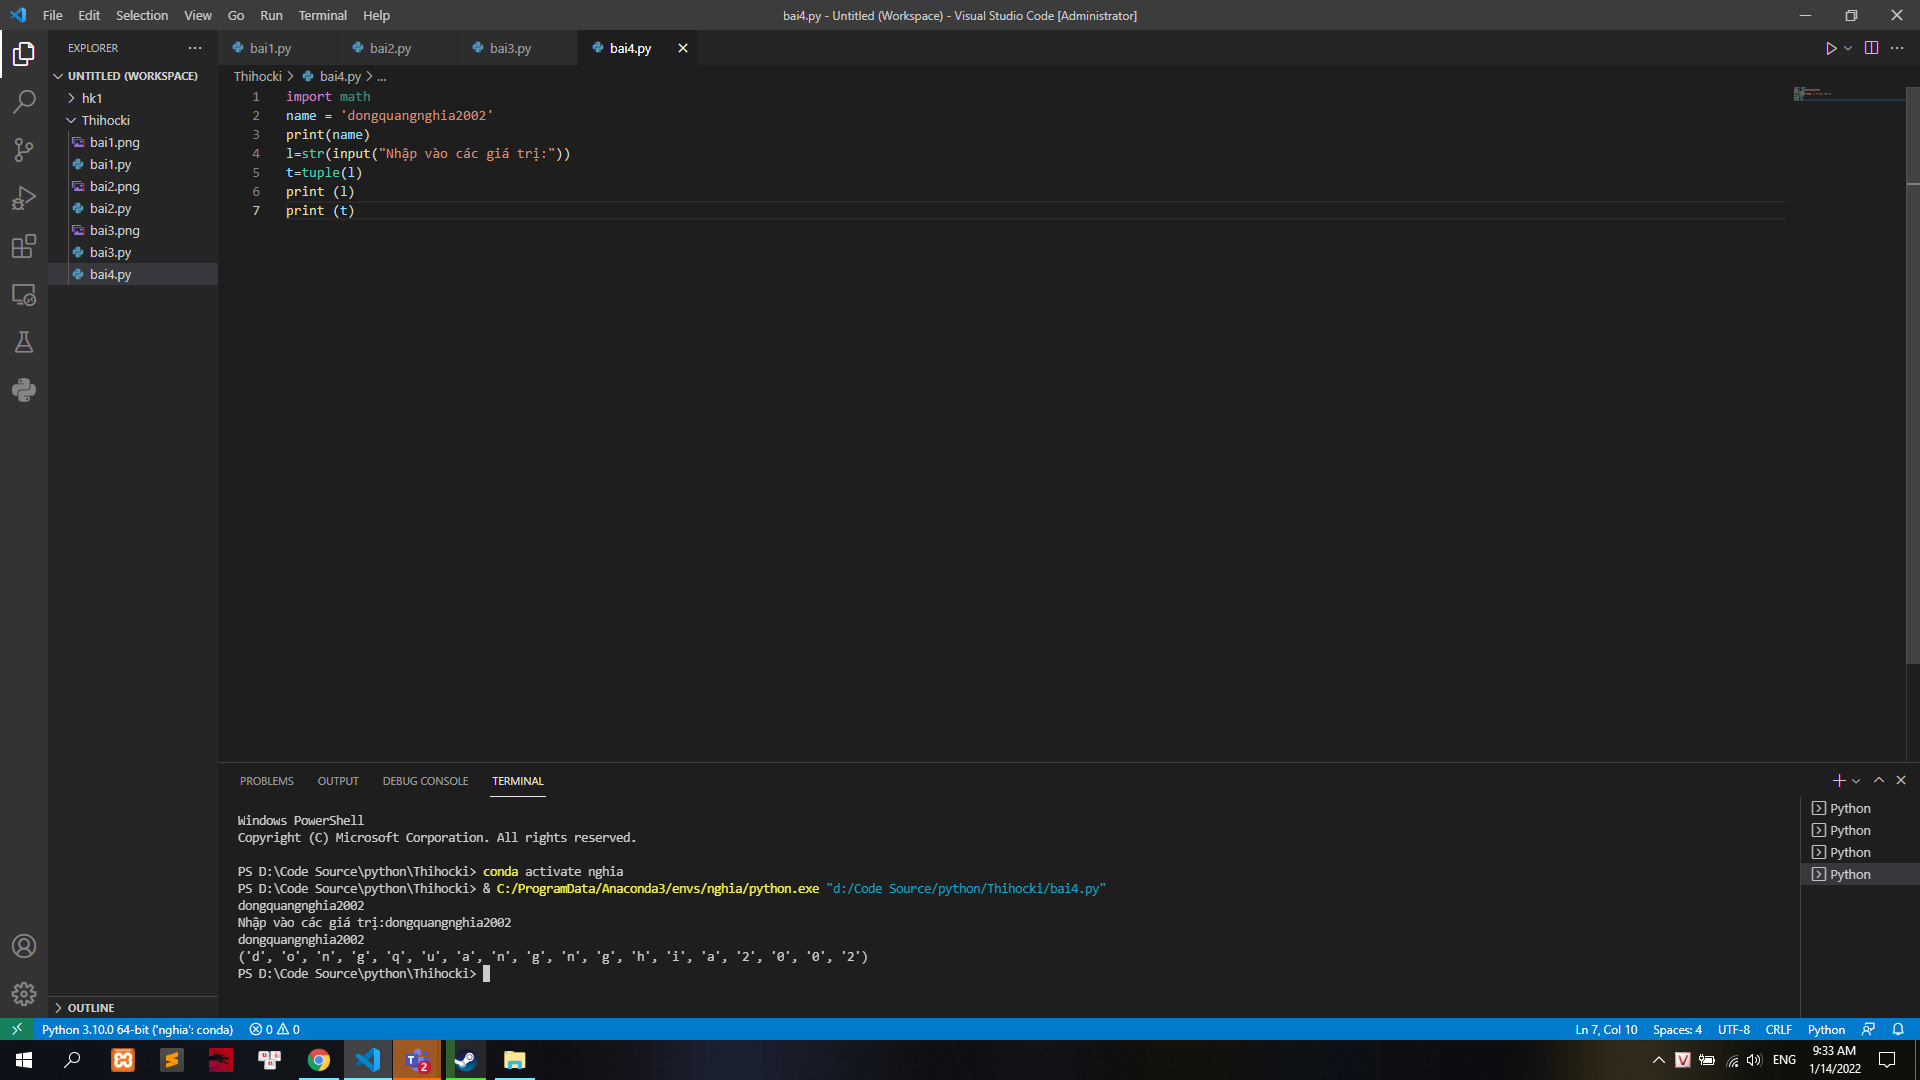 File Edit Selection View Go Run Terminal Help
bai4.py - Untitled (Workspace) - Visual Studio Code [Administrator]
EXPLORER
bai1.py
bai2.py
bai3.py
bai4.py
UNTITLED (WORKSPACE)
hk1
Thihocki
bai1.png
bai1.py
bai2.png
bai2.py
bai3.png
bai3.py
bai4.py
OUTLINE
Thihocki > bai4.py > ...
1 import math
2 name = 'dongquangnghia2002'
3 print(name)
4 l=str(input("Nhập vào các giá trị:"))
5 t=tuple(l)
6 print (l)
7 print (t)
PROBLEMS OUTPUT DEBUG CONSOLE TERMINAL
Windows PowerShell
Copyright (C) Microsoft Corporation. All rights reserved.
PS D:\Code Source\python\Thihocki> conda activate nghia
PS D:\Code Source\python\Thihocki> & C:/ProgramData/Anaconda3/envs/nghia/python.exe "d:/Code Source/python/Thihocki/bai4.py"
dongquangnghia2002
Nhập vào các giá trị:dongquangnghia2002
dongquangnghia2002
('d', 'o', 'n', 'g', 'q', 'u', 'a', 'n', 'g', 'n', 'g', 'h', 'i', 'a', '2', '0', '0', '2')
PS D:\Code Source\python\Thihocki>
Python
Python
Python
Python
Python 3.10.0 64-bit ('nghia': conda) 0 0
Ln 7, Col 10 Spaces: 4 UTF-8 CRLF Python
ENG
9:33 AM
1/14/2022